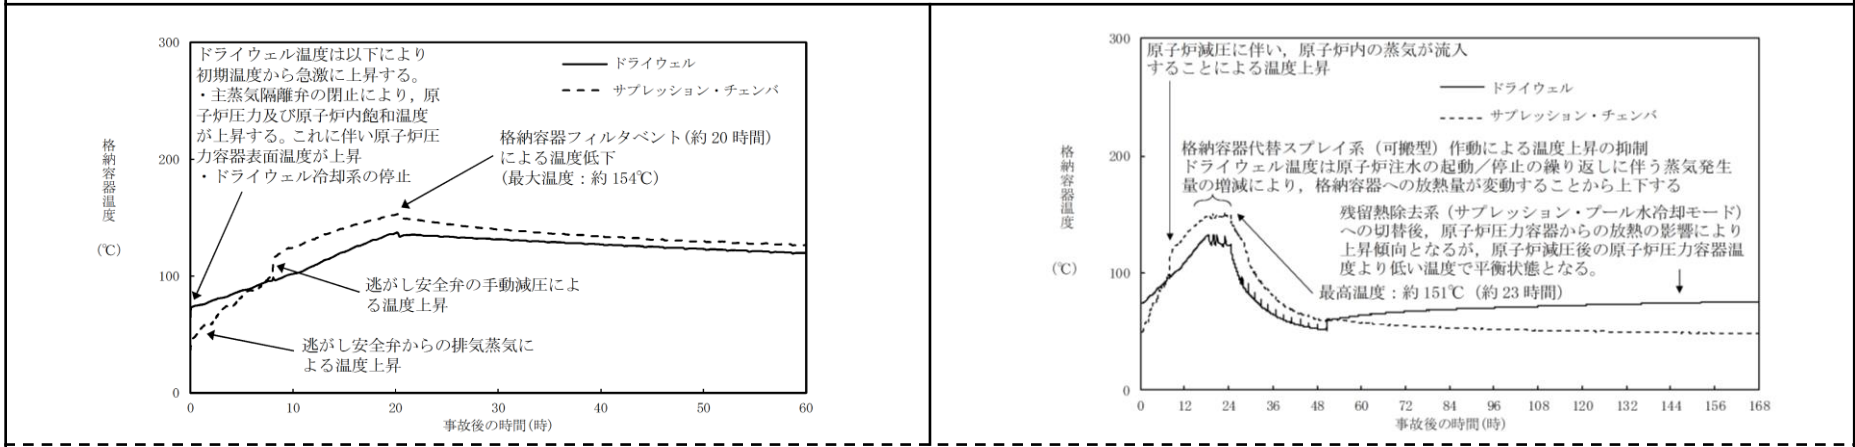 300
ドライウェル温度は以下により
初期温度から急激に上昇する。
・主蒸気隔離弁の閉止により，原
子炉圧力及び原子炉内飽和温度
が上昇する。これに伴い原子炉圧
力容器表面温度が上昇
・ドライウェル冷却系の停止
ドライウェル
サプレッション・チェンバ
格納容器フィルタベント(約 20 時間)
による温度低下
(最大温度：約 154℃)
格納容器温度
(℃)
200
100
0
逃がし安全弁の手動減圧によ
る温度上昇
逃がし安全弁からの排気蒸気に
よる温度上昇
0 10 20 30 40 50 60
事故後の時間(時)
300
原子炉減圧に伴い，原子炉内の蒸気が流入
することによる温度上昇
ドライウェル
サプレッション・チェンバ
格納容器代替スプレイ系（可搬型）作動による温度上昇の抑制
ドライウェル温度は原子炉注水の起動／停止の繰り返しに伴う蒸気発生
量の増減により，格納容器への放熱量が変動することから上下する
残留熱除去系（サプレッション・プール水冷却モード）
への切替後，原子炉圧力容器からの放熱の影響により
上昇傾向となるが，原子炉減圧後の原子炉圧力容器温
度より低い温度で平衡状態となる。
最高温度：約 151℃（約 23 時間）
格納容器温度
(℃)
200
100
0
0 12 24 36 48 60 72 84 96 108 120 132 144 156 168
事故後の時間(時)